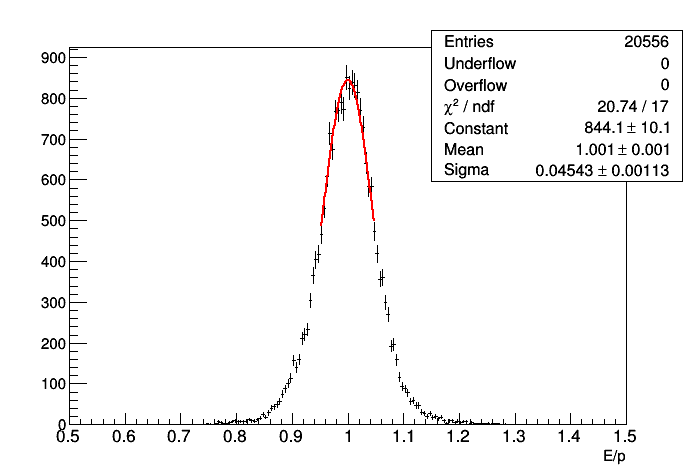 Entries 20556
Underflow 0
Overflow 0
χ² / ndf 20.74 / 17
Constant 844.1 ± 10.1
Mean 1.001 ± 0.001
Sigma 0.04543 ± 0.00113
900
800
700
600
500
400
300
200
100
0
0.5 0.6 0.7 0.8 0.9 1 1.1 1.2 1.3 1.4 1.5
E/p